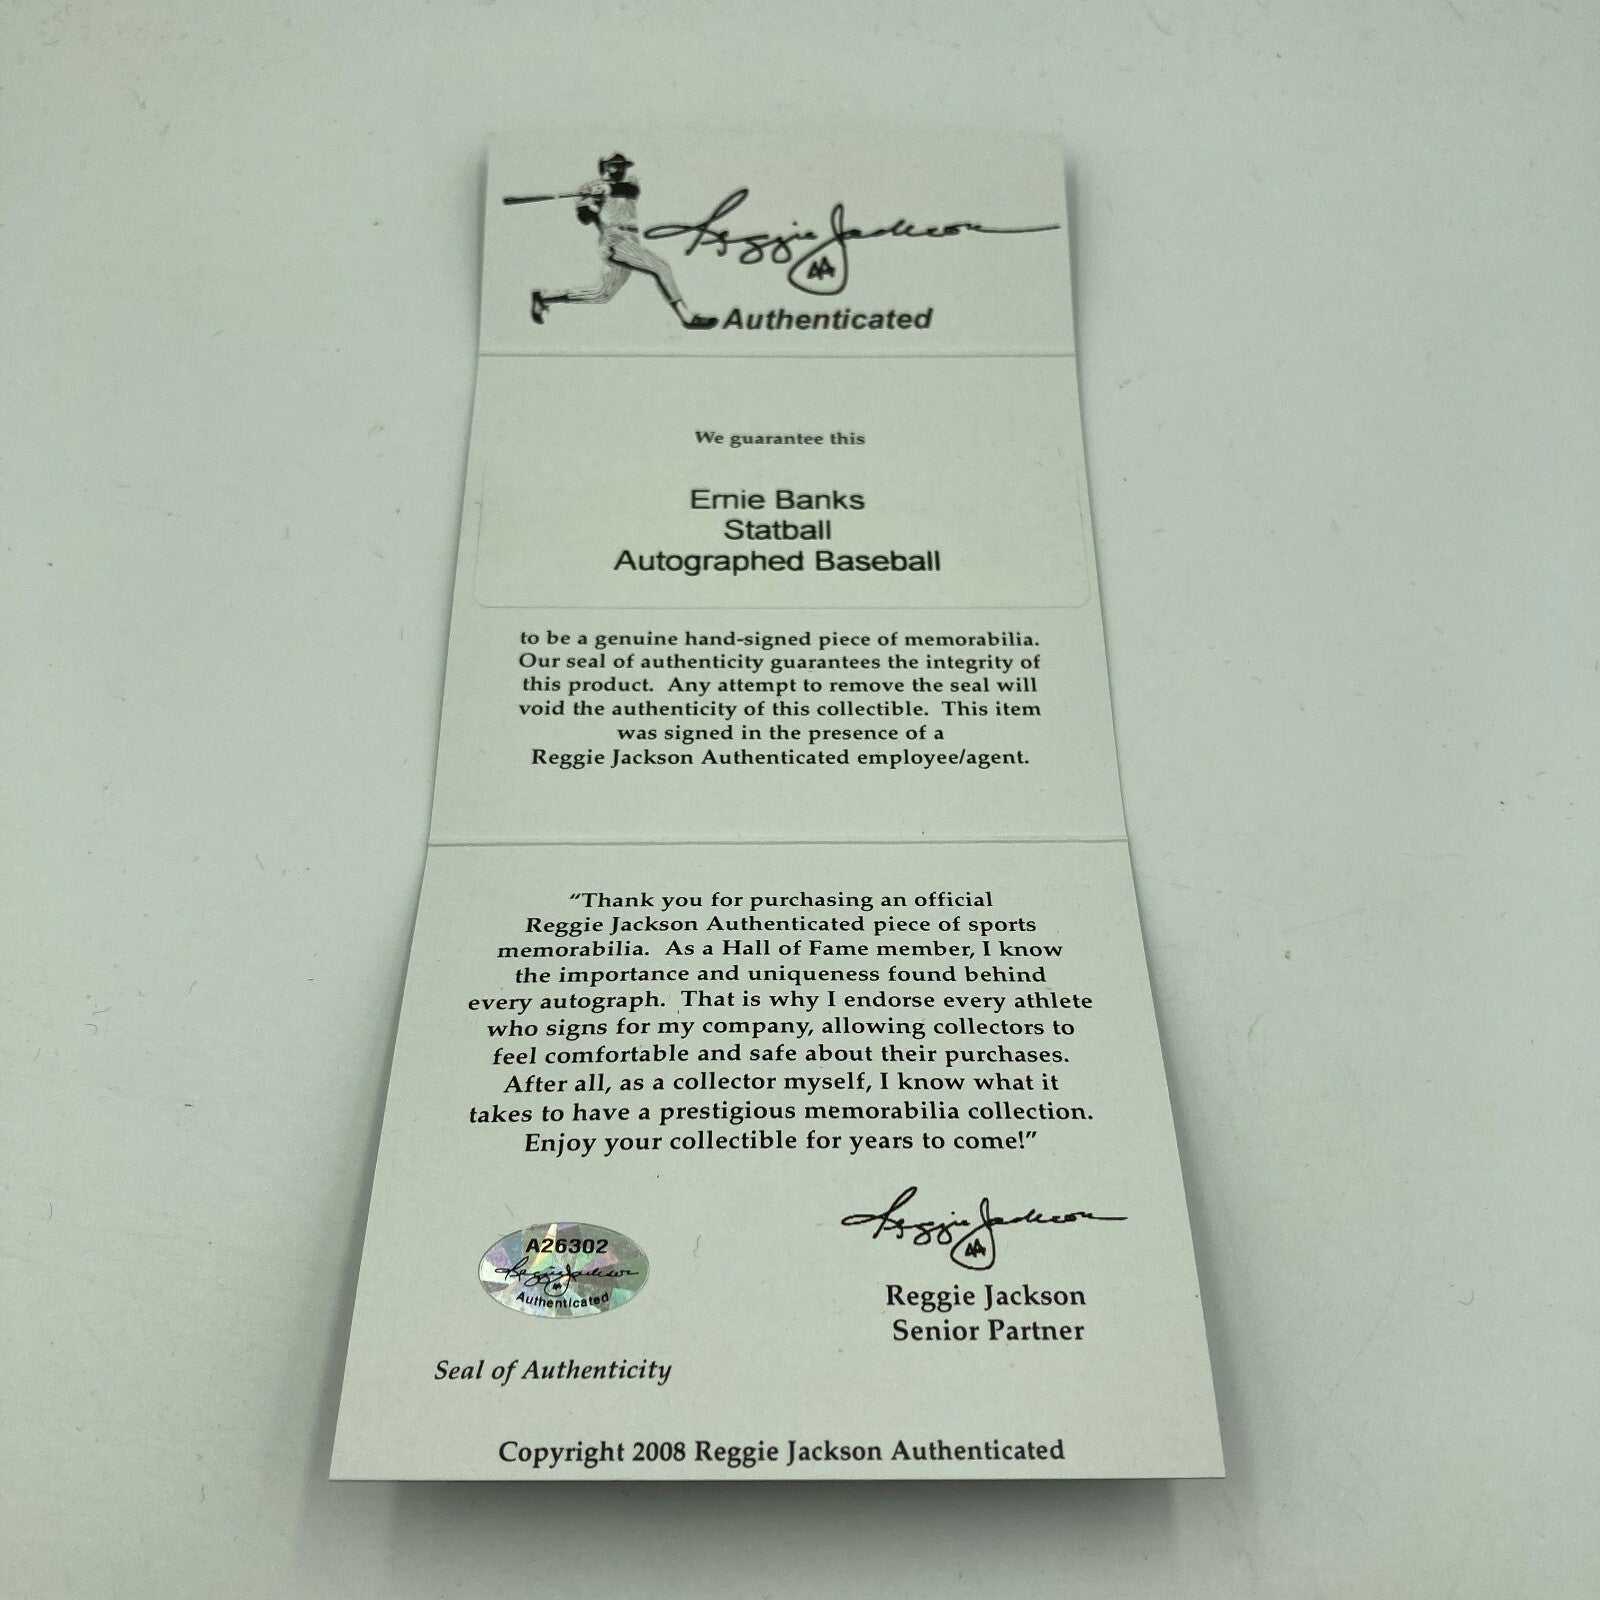 Reggie Jackson
AA
Authenticated
We guarantee this
Ernie Banks
Statball
Autographed Baseball
to be a genuine hand-signed piece of memorabilia.
Our seal of authenticity guarantees the integrity of
this product. Any attempt to remove the seal will
void the authenticity of this collectible. This item
was signed in the presence of a
Reggie Jackson Authenticated employee/agent.
"Thank you for purchasing an official
Reggie Jackson Authenticated piece of sports
memorabilia. As a Hall of Fame member, I know
the importance and uniqueness found behind
every autograph. That is why I endorse every athlete
who signs for my company, allowing collectors to
feel comfortable and safe about their purchases.
After all, as a collector myself, I know what it
takes to have a prestigious memorabilia collection.
Enjoy your collectible for years to come!"
A26302
Reggie Jackson
AA
Authenticated
Seal of Authenticity
Reggie Jackson
AA
Reggie Jackson
Senior Partner
Copyright 2008 Reggie Jackson Authenticated